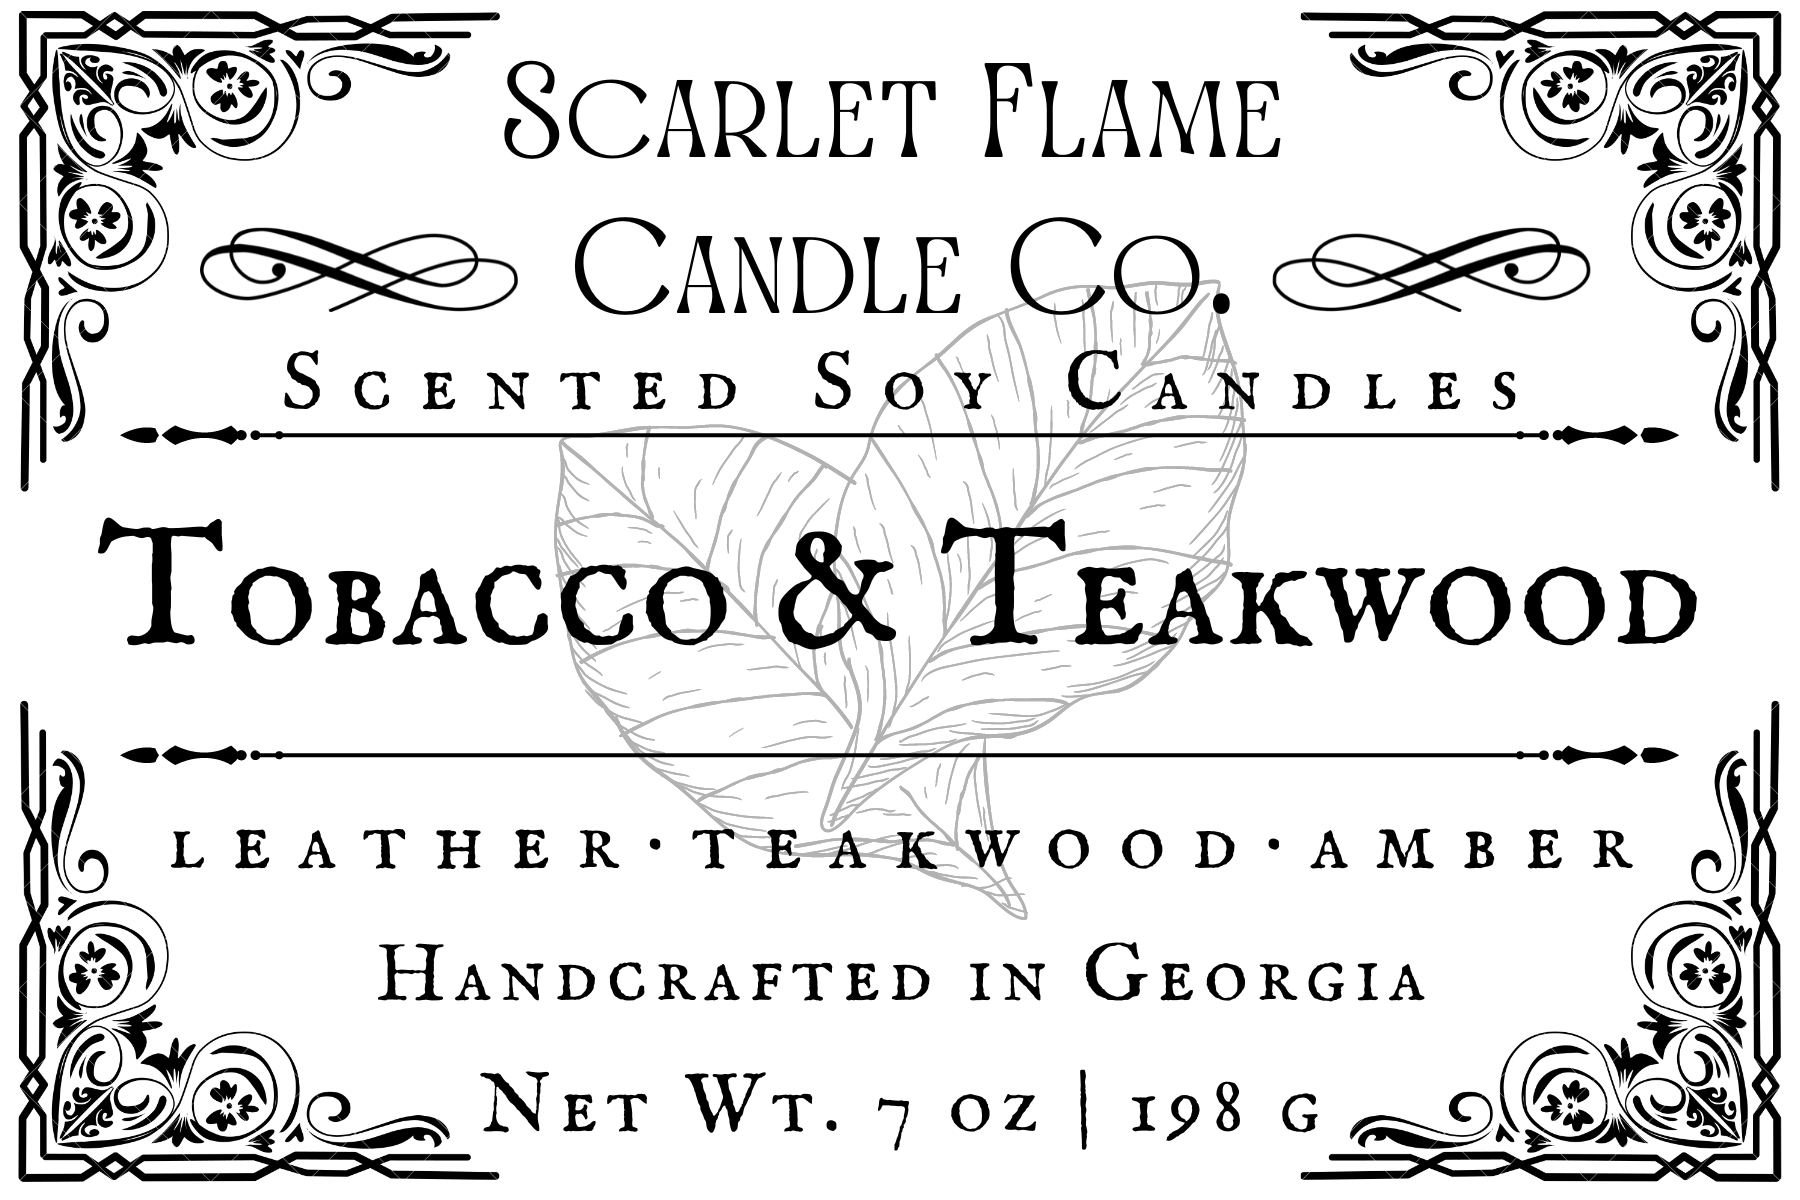 Scarlet Flame
Candle Co.
Scented Soy Candles
Tobacco & Teakwood
LEATHER·TEAKWOOD·AMBER
Handcrafted in Georgia
Net Wt. 7 oz | 198 g